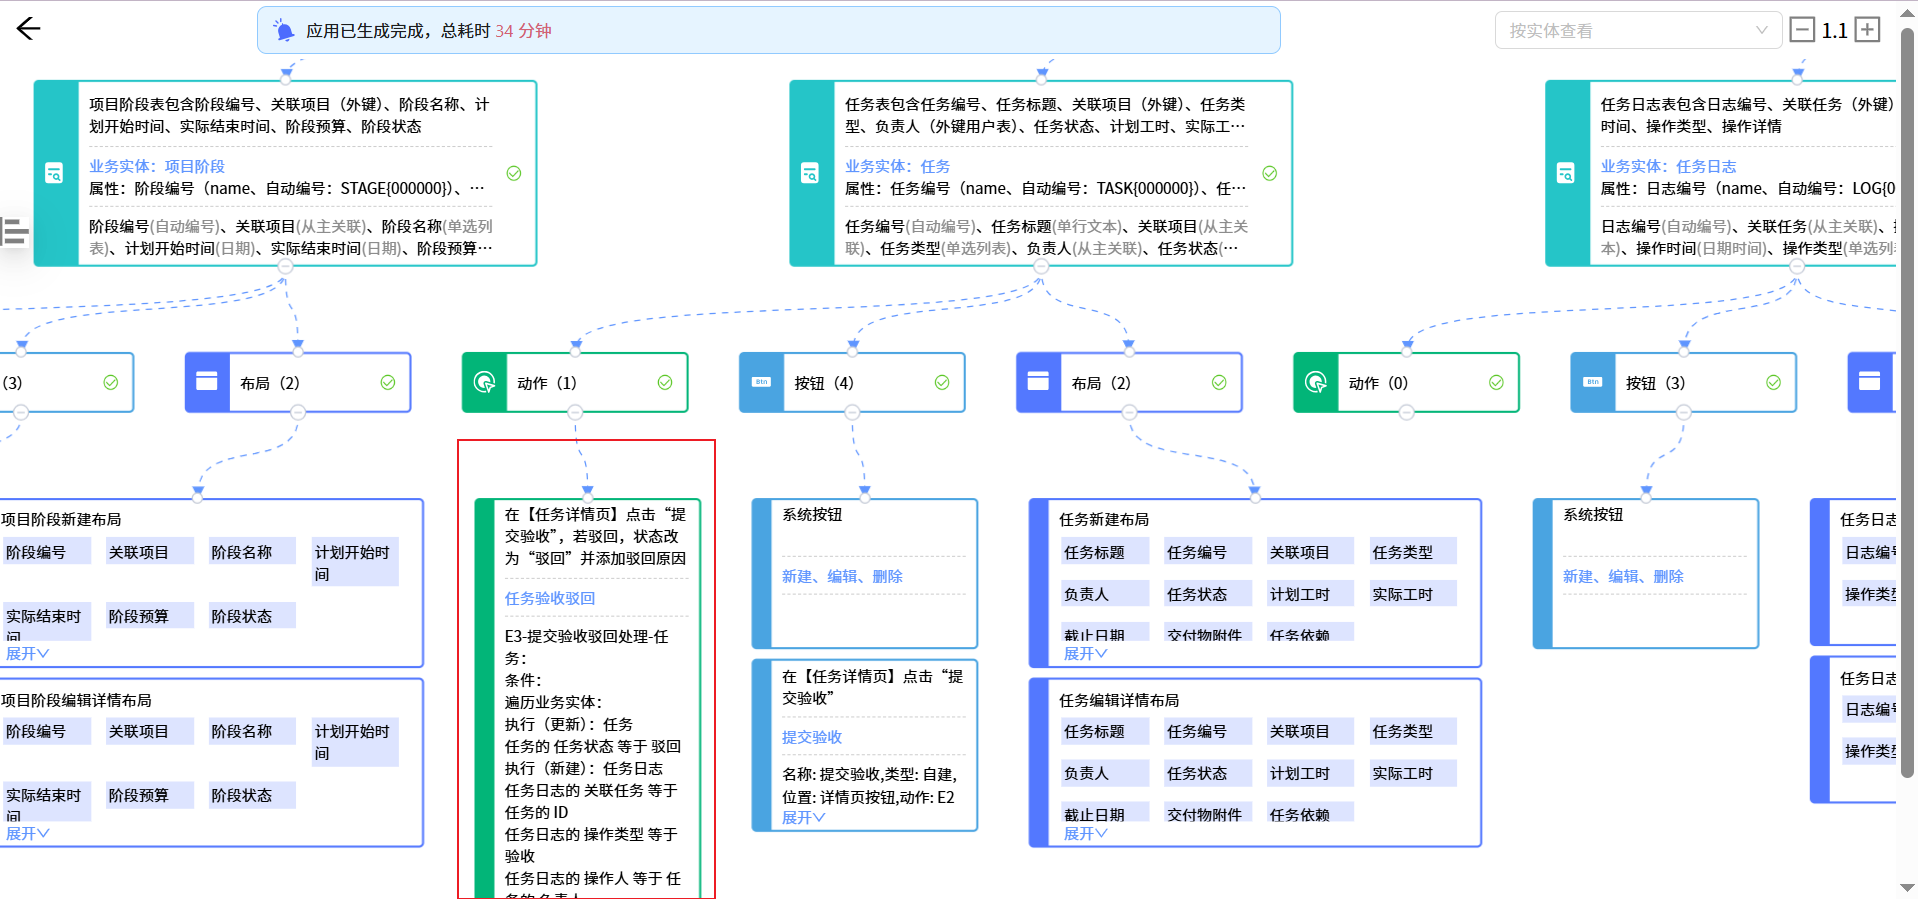 应用已生成完成，总耗时 34 分钟
按实体查看
1.1
项目阶段表包含阶段编号、关联项目（外键）、阶段名称、计
划开始时间、实际结束时间、阶段预算、阶段状态
业务实体：项目阶段
属性：阶段编号（name、自动编号：STAGE{000000}）、…
阶段编号(自动编号)、关联项目(从主关联)、阶段名称(单选列
表)、计划开始时间(日期)、实际结束时间(日期)、阶段预算…
任务表包含任务编号、任务标题、关联项目（外键）、任务类
型、负责人（外键用户表）、任务状态、计划工时、实际工…
业务实体：任务
属性：任务编号（name、自动编号：TASK{000000}）、任…
任务编号(自动编号)、任务标题(单行文本)、关联项目(从主关
联)、任务类型(单选列表)、负责人(从主关联)、任务状态(…
任务日志表包含日志编号、关联任务（外键）
时间、操作类型、操作详情
业务实体：任务日志
属性：日志编号（name、自动编号：LOG{0
日志编号(自动编号)、关联任务(从主关联)、
本)、操作时间(日期时间)、操作类型(单选列
（3）
布局（2）
动作（1）
Btn
按钮（4）
布局（2）
动作（0）
Btn
按钮（3）
项目阶段新建布局
阶段编号
关联项目
阶段名称
计划开始时
间
实际结束时
间
阶段预算
阶段状态
展开
项目阶段编辑详情布局
阶段编号
关联项目
阶段名称
计划开始时
间
实际结束时
间
阶段预算
阶段状态
展开
在【任务详情页】点击“提
交验收”，若驳回，状态改
为“驳回”并添加驳回原因
任务验收驳回
E3-提交验收驳回处理-任
务：
条件：
遍历业务实体：
执行（更新）：任务
任务的 任务状态 等于 驳回
执行（新建）：任务日志
任务日志的 关联任务 等于
任务的 ID
任务日志的 操作类型 等于
验收
任务日志的 操作人 等于 任
务的 负责人
系统按钮
新建、编辑、删除
在【任务详情页】点击“提
交验收”
提交验收
名称: 提交验收,类型: 自建,
位置: 详情页按钮,动作: E2
展开
任务新建布局
任务标题
任务编号
关联项目
任务类型
负责人
任务状态
计划工时
实际工时
截止日期
交付物附件
任务依赖
展开
任务编辑详情布局
任务标题
任务编号
关联项目
任务类型
负责人
任务状态
计划工时
实际工时
截止日期
交付物附件
任务依赖
展开
系统按钮
新建、编辑、删除
任务日志
日志编号
操作类型
任务日志
日志编号
操作类型